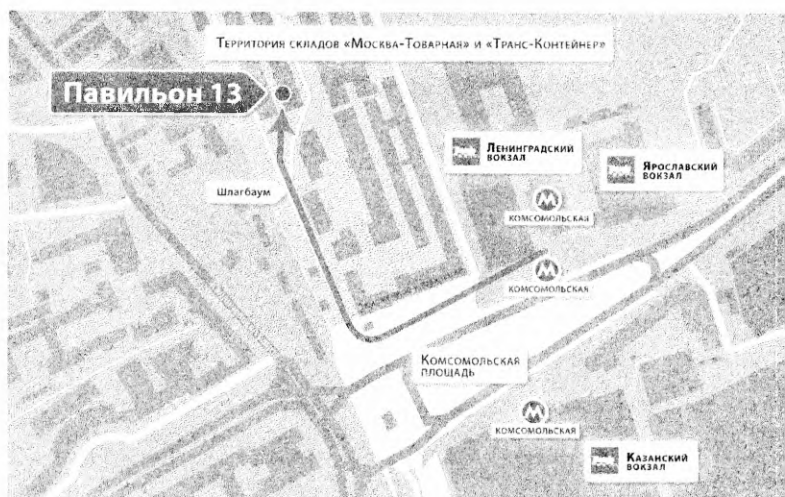 Территория складов «Москва-Товарная» и «Транс-Контейнер»
Павильон 13
Ленинградский
вокзал
Ярославский
вокзал
Шлагбаум
М
КОМСОМОЛЬСКАЯ
М
КОМСОМОЛЬСКАЯ
Комсомольская
площадь
М
КОМСОМОЛЬСКАЯ
Казанский
вокзал